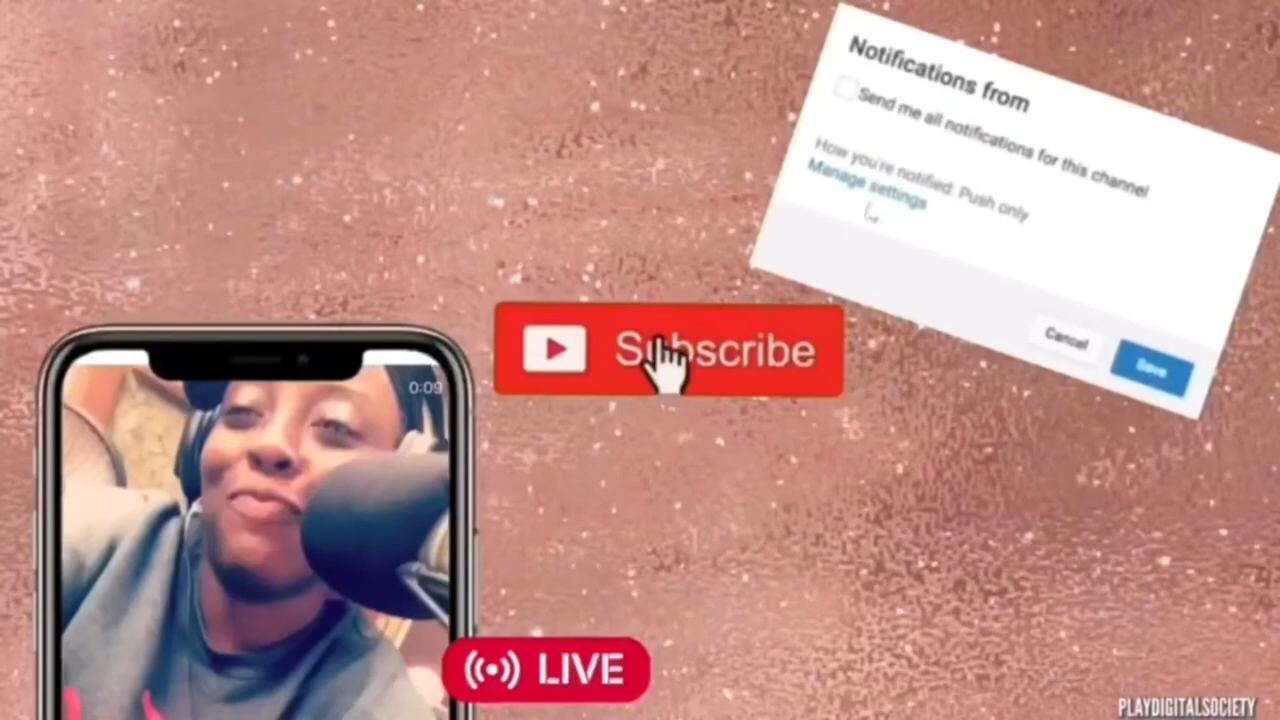 Notifications from
Send me all notifications for this channel
How you're notified: Push only
Manage settings
Cancel
Save
Subscribe
0:09
LIVE
PLAYDIGITALSOCIETY